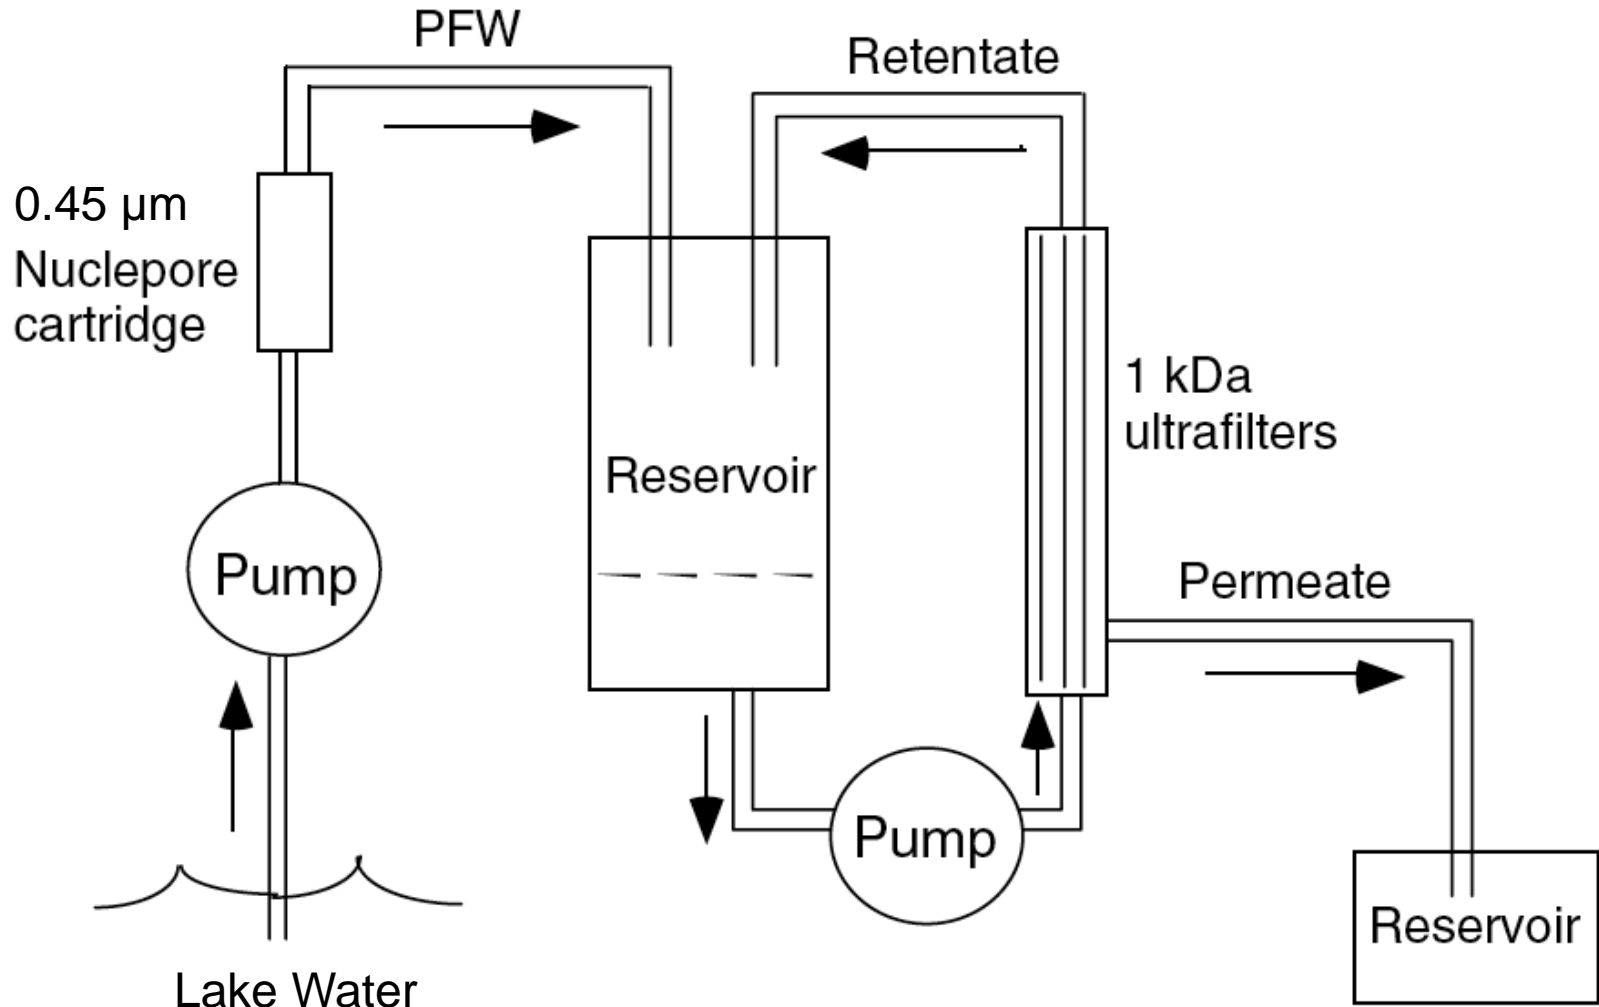 PFW
Retentate
0.45 µm
Nuclepore
cartridge
1 kDa
ultrafilters
Reservoir
Pump
Permeate
Pump
Reservoir
Lake Water